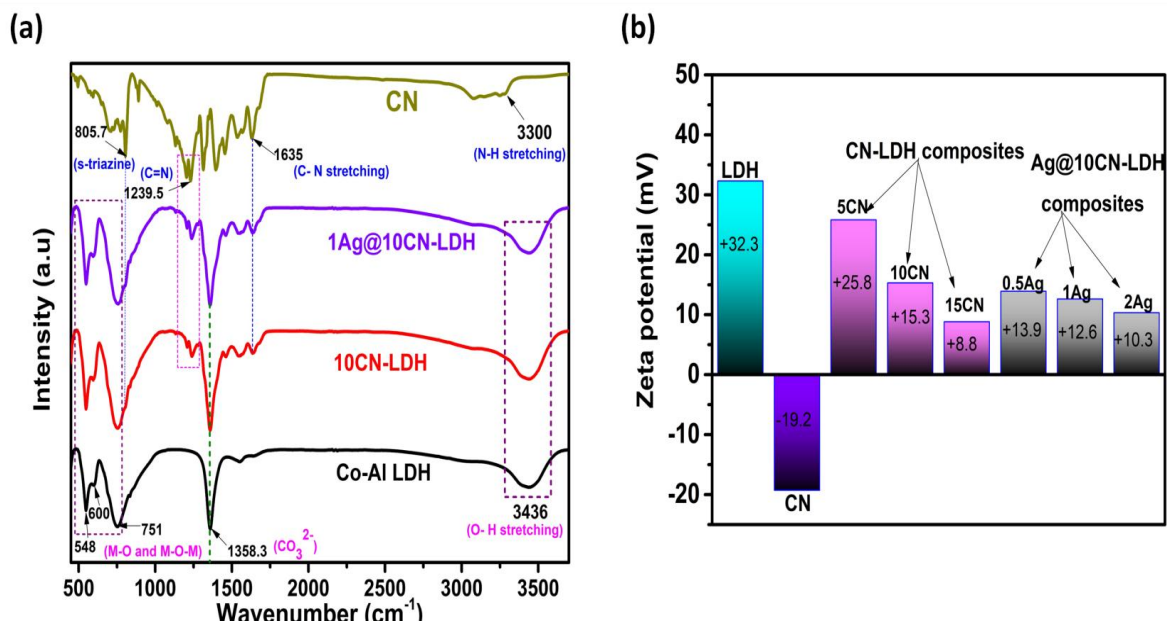 (a)
CN
805.7
(s-triazine)
(C=N)
1239.5
1635
(C- N stretching)
3300
(N-H stretching)
1Ag@10CN-LDH
10CN-LDH
Co-Al LDH
600
548
751
(M-O and M-O-M)
1358.3
(CO₃²⁻)
3436
(O- H stretching)
Intensity (a.u)
500 1000 1500 2000 2500 3000 3500
Wavenumber (cm⁻¹)
(b)
Zeta potential (mV)
50
40
30
20
10
0
-10
-20
LDH
+32.3
-19.2
CN
CN-LDH composites
5CN
+25.8
10CN
+15.3
15CN
+8.8
Ag@10CN-LDH
composites
0.5Ag
+13.9
1Ag
+12.6
2Ag
+10.3